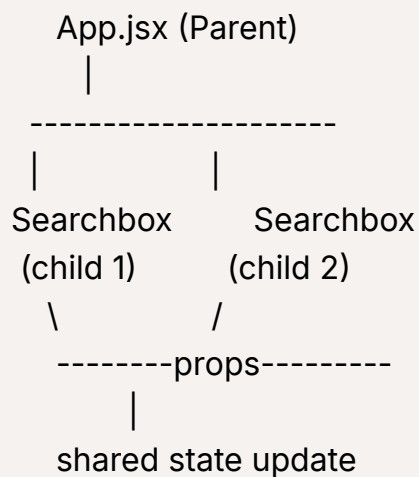 App.jsx (Parent)
|
---------------------
| |
Searchbox Searchbox
(child 1) (child 2)
\ /
--------props---------
|
shared state update